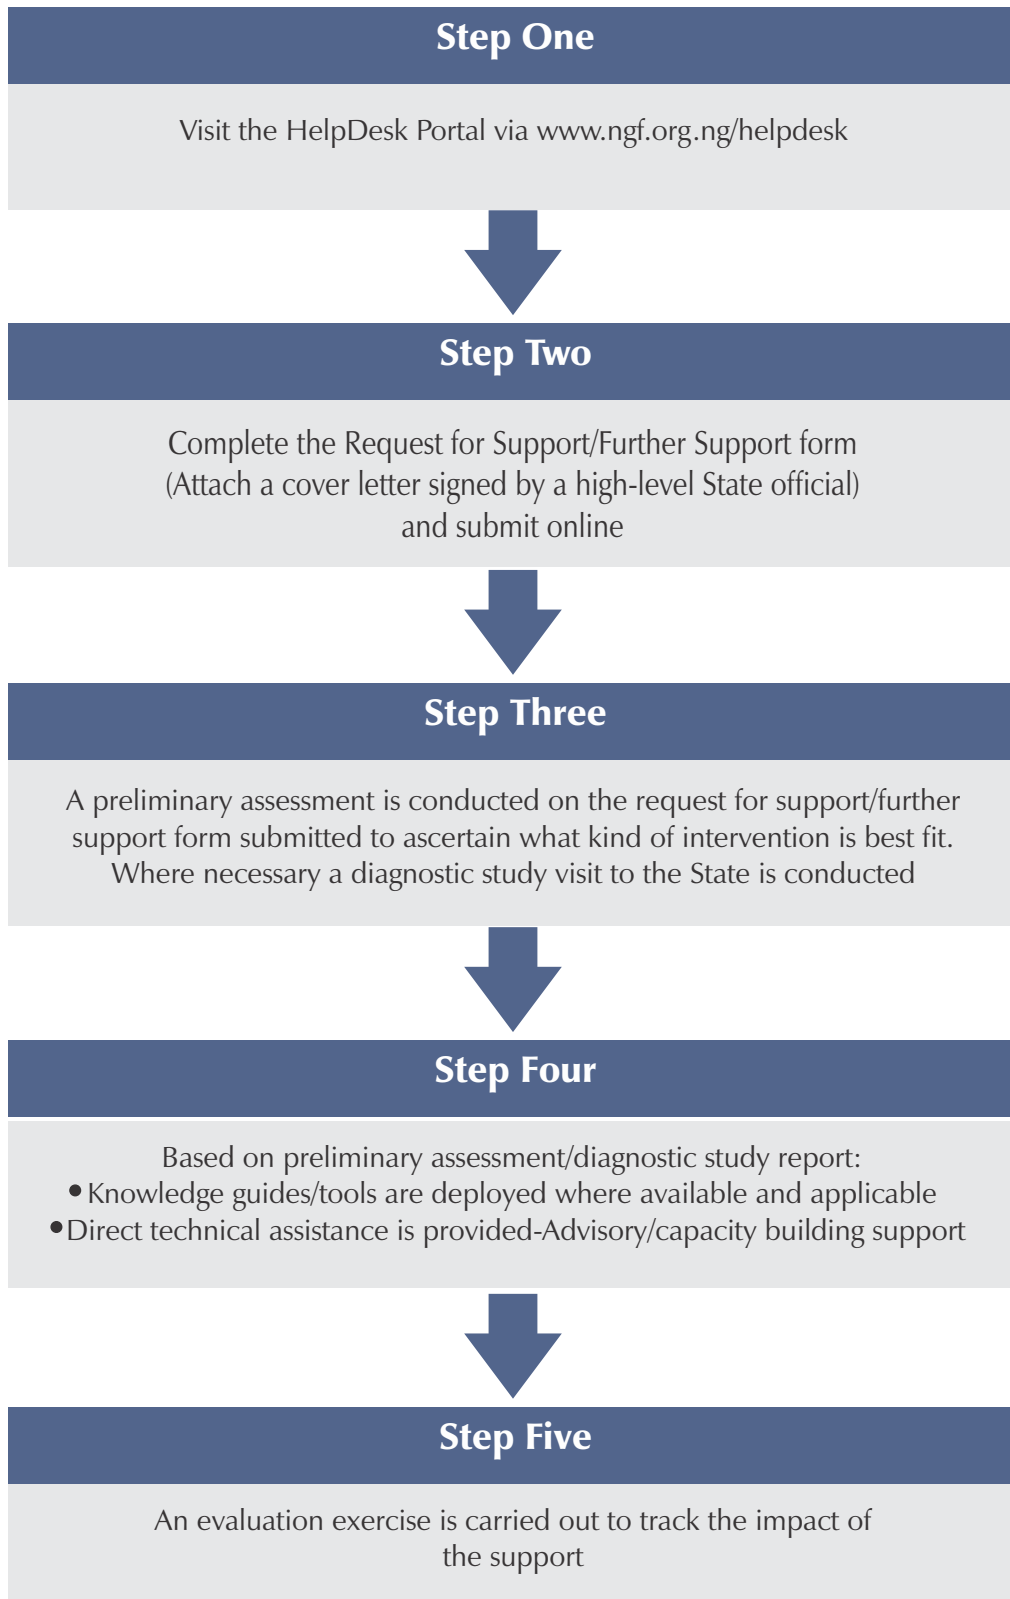 Step One
Visit the HelpDesk Portal via www.ngf.org.ng/helpdesk
Step Two
Complete the Request for Support/Further Support form
(Attach a cover letter signed by a high-level State official)
and submit online
Step Three
A preliminary assessment is conducted on the request for support/further
support form submitted to ascertain what kind of intervention is best fit.
Where necessary a diagnostic study visit to the State is conducted
Step Four
Based on preliminary assessment/diagnostic study report:
•Knowledge guides/tools are deployed where available and applicable
•Direct technical assistance is provided-Advisory/capacity building support
Step Five
An evaluation exercise is carried out to track the impact of
the support